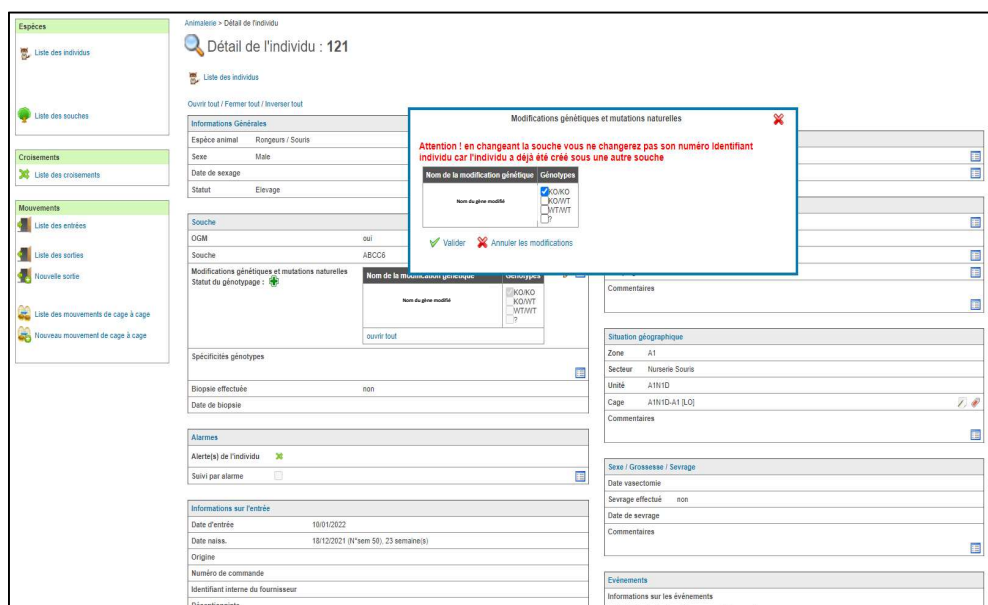 Espèces
Liste des individus
Liste des souches
Croisements
Liste des croisements
Mouvements
Liste des entrées
Liste des sorties
Nouvelle sortie
Liste des mouvements de cage à cage
Nouveau mouvement de cage à cage
Animalerie > Détail de l'individu
Détail de l'individu : 121
Liste des individus
Ouvrir tout / Fermer tout / Inverser tout
Informations Générales
Espèce animal Rongeurs / Souris
Sexe Male
Date de sexage
Statut Elevage
Souche
OGM oui
Souche ABCC6
Modifications génétiques et mutations naturelles
Statut du génotypage :
Nom de la modification génétique Génotypes
Nom du gène modifié
KO/KO
KO/WT
WT/WT
?
ouvrir tout
Spécificités génotypes
Biopsie effectuée non
Date de biopsie
Alarmes
Alerte(s) de l'individu
Suivi par alarme
Informations sur l'entrée
Date d'entrée 10/01/2022
Date naiss. 18/12/2021 (N°sem 50), 23 semaine(s)
Origine
Numéro de commande
Identifiant interne du fournisseur
Modifications génétiques et mutations naturelles
Attention ! en changeant la souche vous ne changerez pas son numéro Identifiant
individu car l'individu a déjà été créé sous une autre souche
Nom de la modification génétique Génotypes
Nom du gène modifié
KO/KO
KO/WT
WT/WT
?
Valider Annuler les modifications
Commentaires
Situation géographique
Zone A1
Secteur Nurserie Souris
Unité A1N1D
Cage A1N1D-A1 [LO]
Commentaires
Sexe / Grossesse / Sevrage
Date vasectomie
Sevrage effectué non
Date de sevrage
Commentaires
Evénements
Informations sur les événements